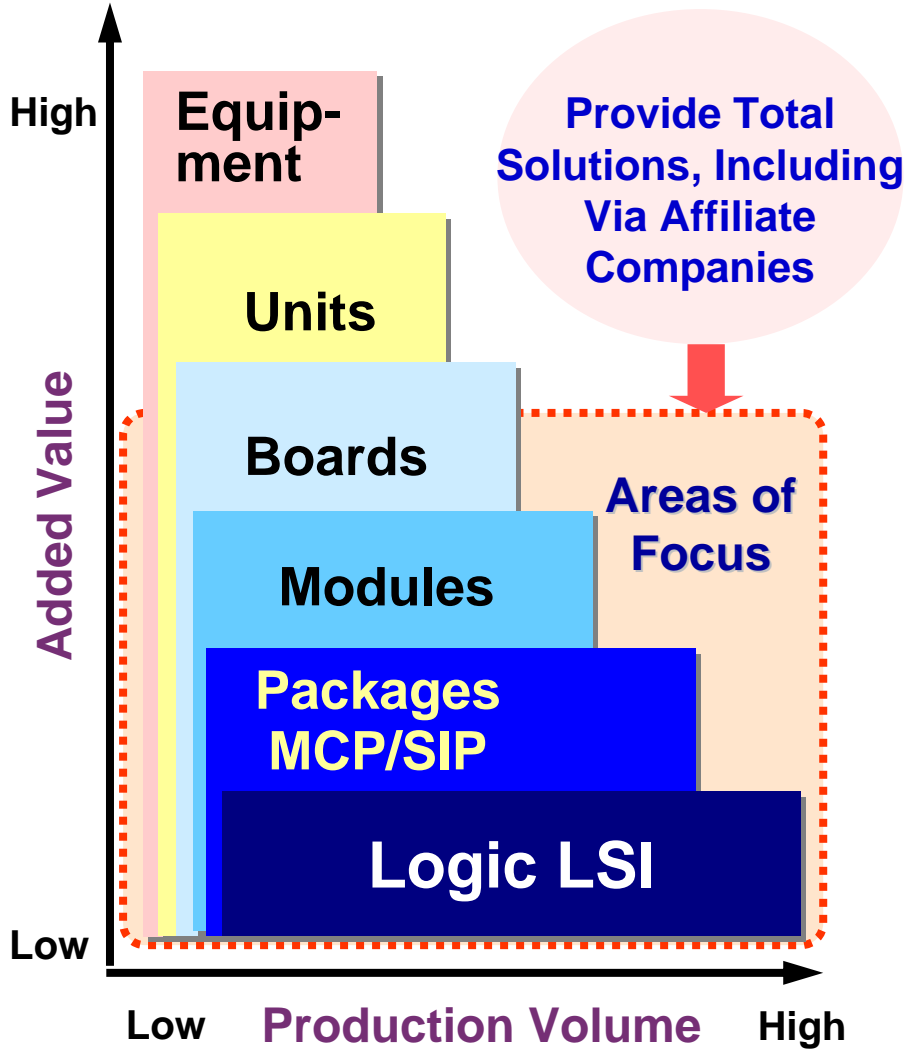 High
Equip-
ment
Provide Total
Solutions, Including
Via Affiliate
Companies
Units
Added Value
Boards
Areas of
Focus
Modules
Packages
MCP/SIP
Logic LSI
Low
Low
Production Volume
High